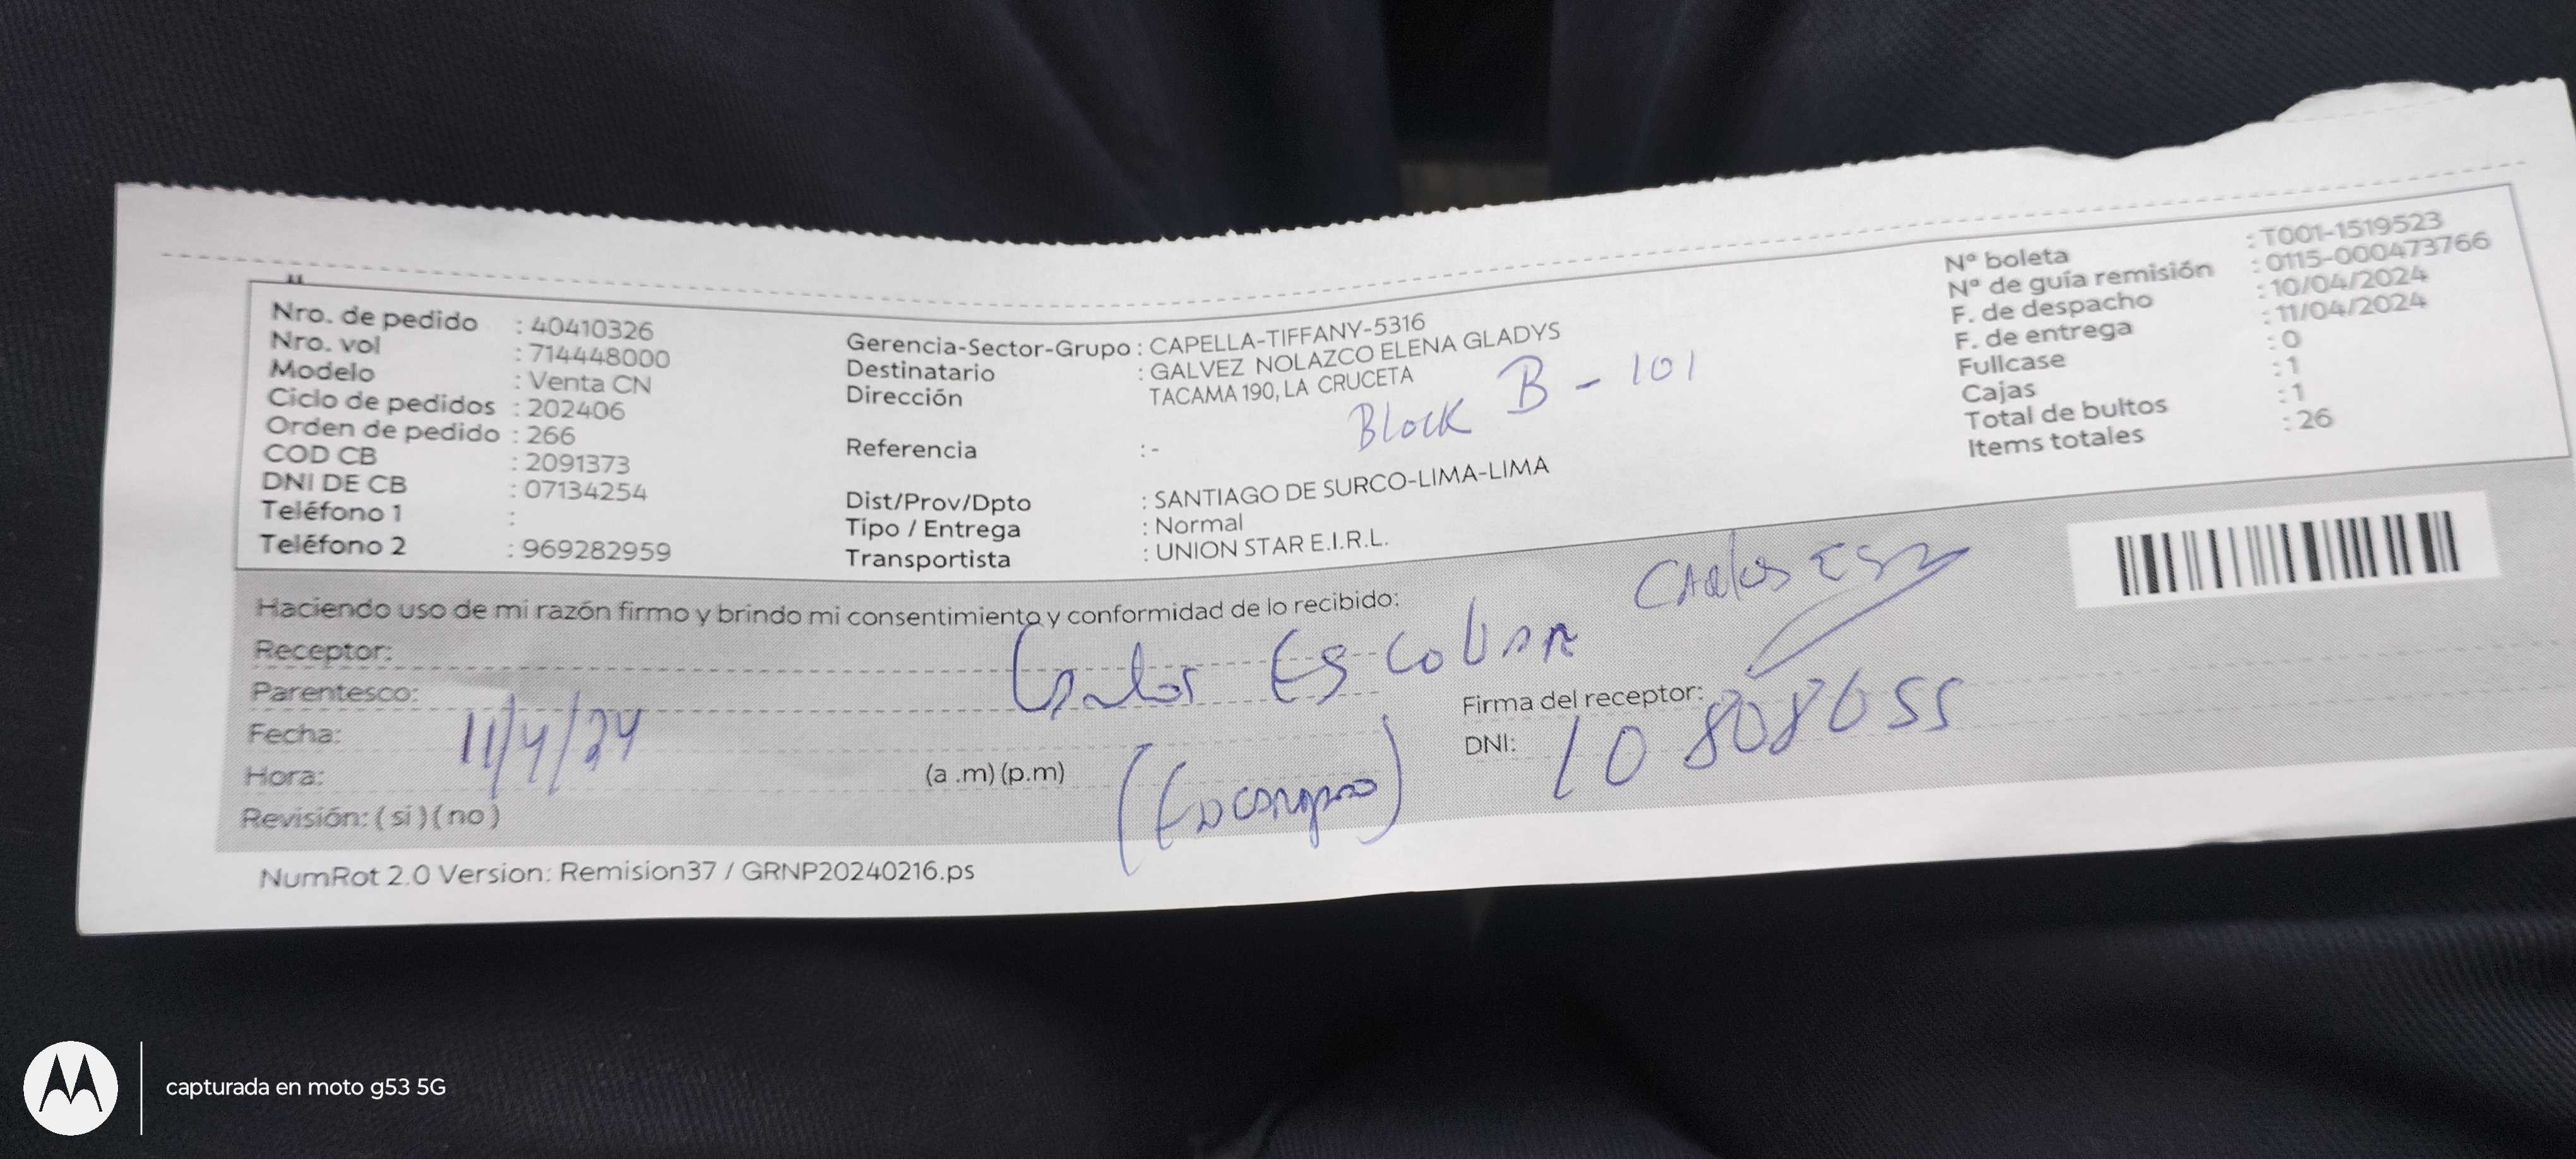 Nro. de pedido : 40410326
Nro. vol : 714448000
Modelo : Venta CN
Ciclo de pedidos : 202406
Orden de pedido : 266
COD CB : 2091373
DNI DE CB : 07134254
Teléfono 1 :
Teléfono 2 : 969282959
Gerencia-Sector-Grupo : CAPELLA-TIFFANY-5316
Destinatario : GALVEZ NOLAZCO ELENA GLADYS
Dirección TACAMA 190, LA CRUCETA
Block B - 101
Referencia : -
Dist/Prov/Dpto : SANTIAGO DE SURCO-LIMA-LIMA
Tipo / Entrega : Normal
Transportista : UNION STAR E.I.R.L.
Nº boleta : T001-1519523
Nº de guía remisión : 0115-000473766
F. de despacho : 10/04/2024
F. de entrega : 11/04/2024
Fullcase : 0
Cajas : 1
Total de bultos : 1
Items totales : 26
Haciendo uso de mi razón firmo y brindo mi consentimiento y conformidad de lo recibido:
Receptor: Carlos Escobar
Parentesco:
Fecha: 11/4/24
Hora: (a .m) (p.m)
Revisión: ( si ) ( no )
Firma del receptor: Carlos
DNI: 10808655
NumRot 2.0 Version: Remision37 / GRNP20240216.ps
capturada en moto g53 5G